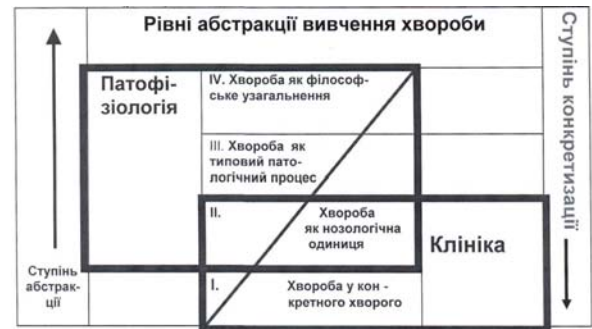 Рівні абстракції вивчення хвороби
Патофі-
зіологія
IV. Хвороба як філософ-
ське узагальнення
III. Хвороба як
типовий пато-
логічний процес
II. Хвороба
як нозологічна
одиниця
Клініка
I. Хвороба у кон -
кретного хворого
Ступінь
абстрак-
ції
Ступінь конкретизації